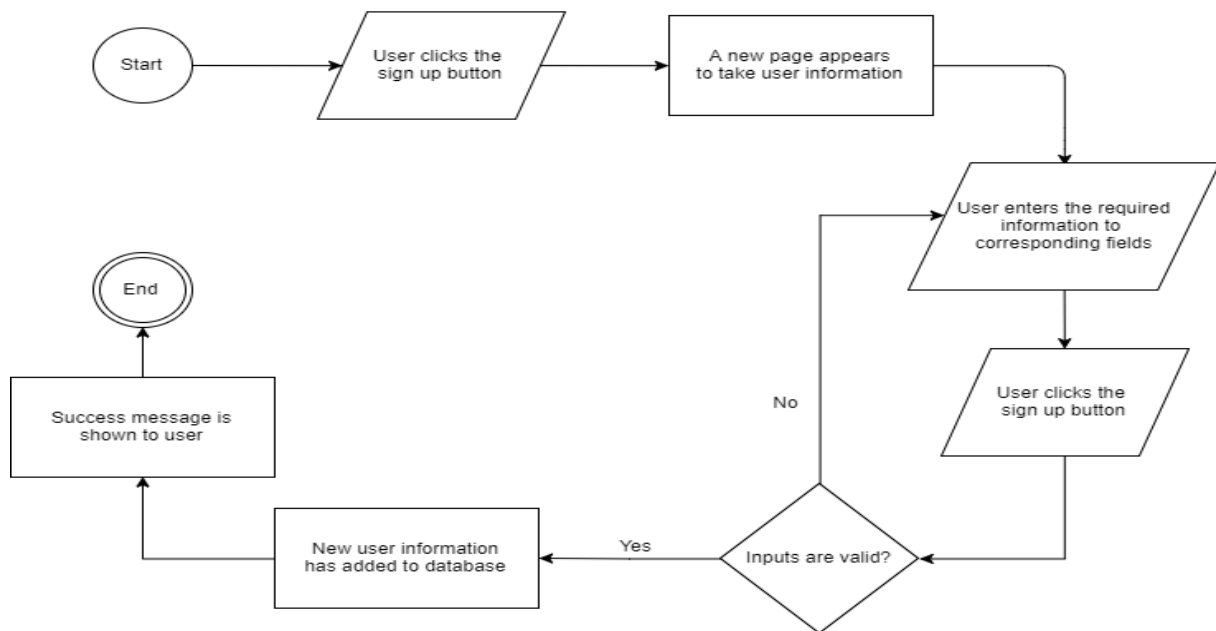 Start
User clicks the
sign up button
A new page appears
to take user information
User enters the required
information to
corresponding fields
User clicks the
sign up button
Inputs are valid?
No
Yes
New user information
has added to database
Success message is
shown to user
End